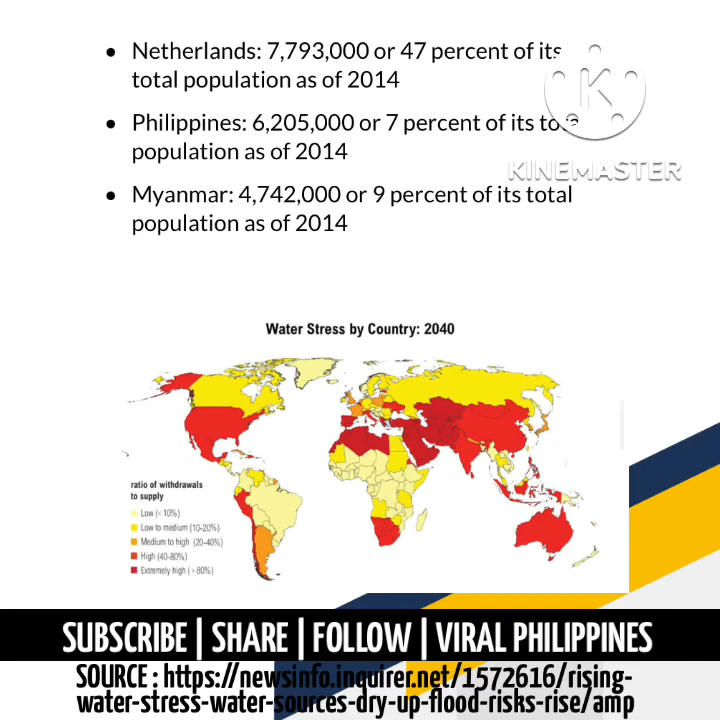 Netherlands: 7,793,000 or 47 percent of its
total population as of 2014
Philippines: 6,205,000 or 7 percent of its total
population as of 2014
Myanmar: 4,742,000 or 9 percent of its total
population as of 2014
K
KINEMASTER
Water Stress by Country: 2040
ratio of withdrawals
to supply
Low (< 10%)
Low to medium (10-20%)
Medium to high (20-40%)
High (40-80%)
Extremely high (> 80%)
SUBSCRIBE | SHARE | FOLLOW | VIRAL PHILIPPINES
SOURCE : https://newsinfo.inquirer.net/1572616/rising-
water-stress-water-sources-dry-up-flood-risks-rise/amp